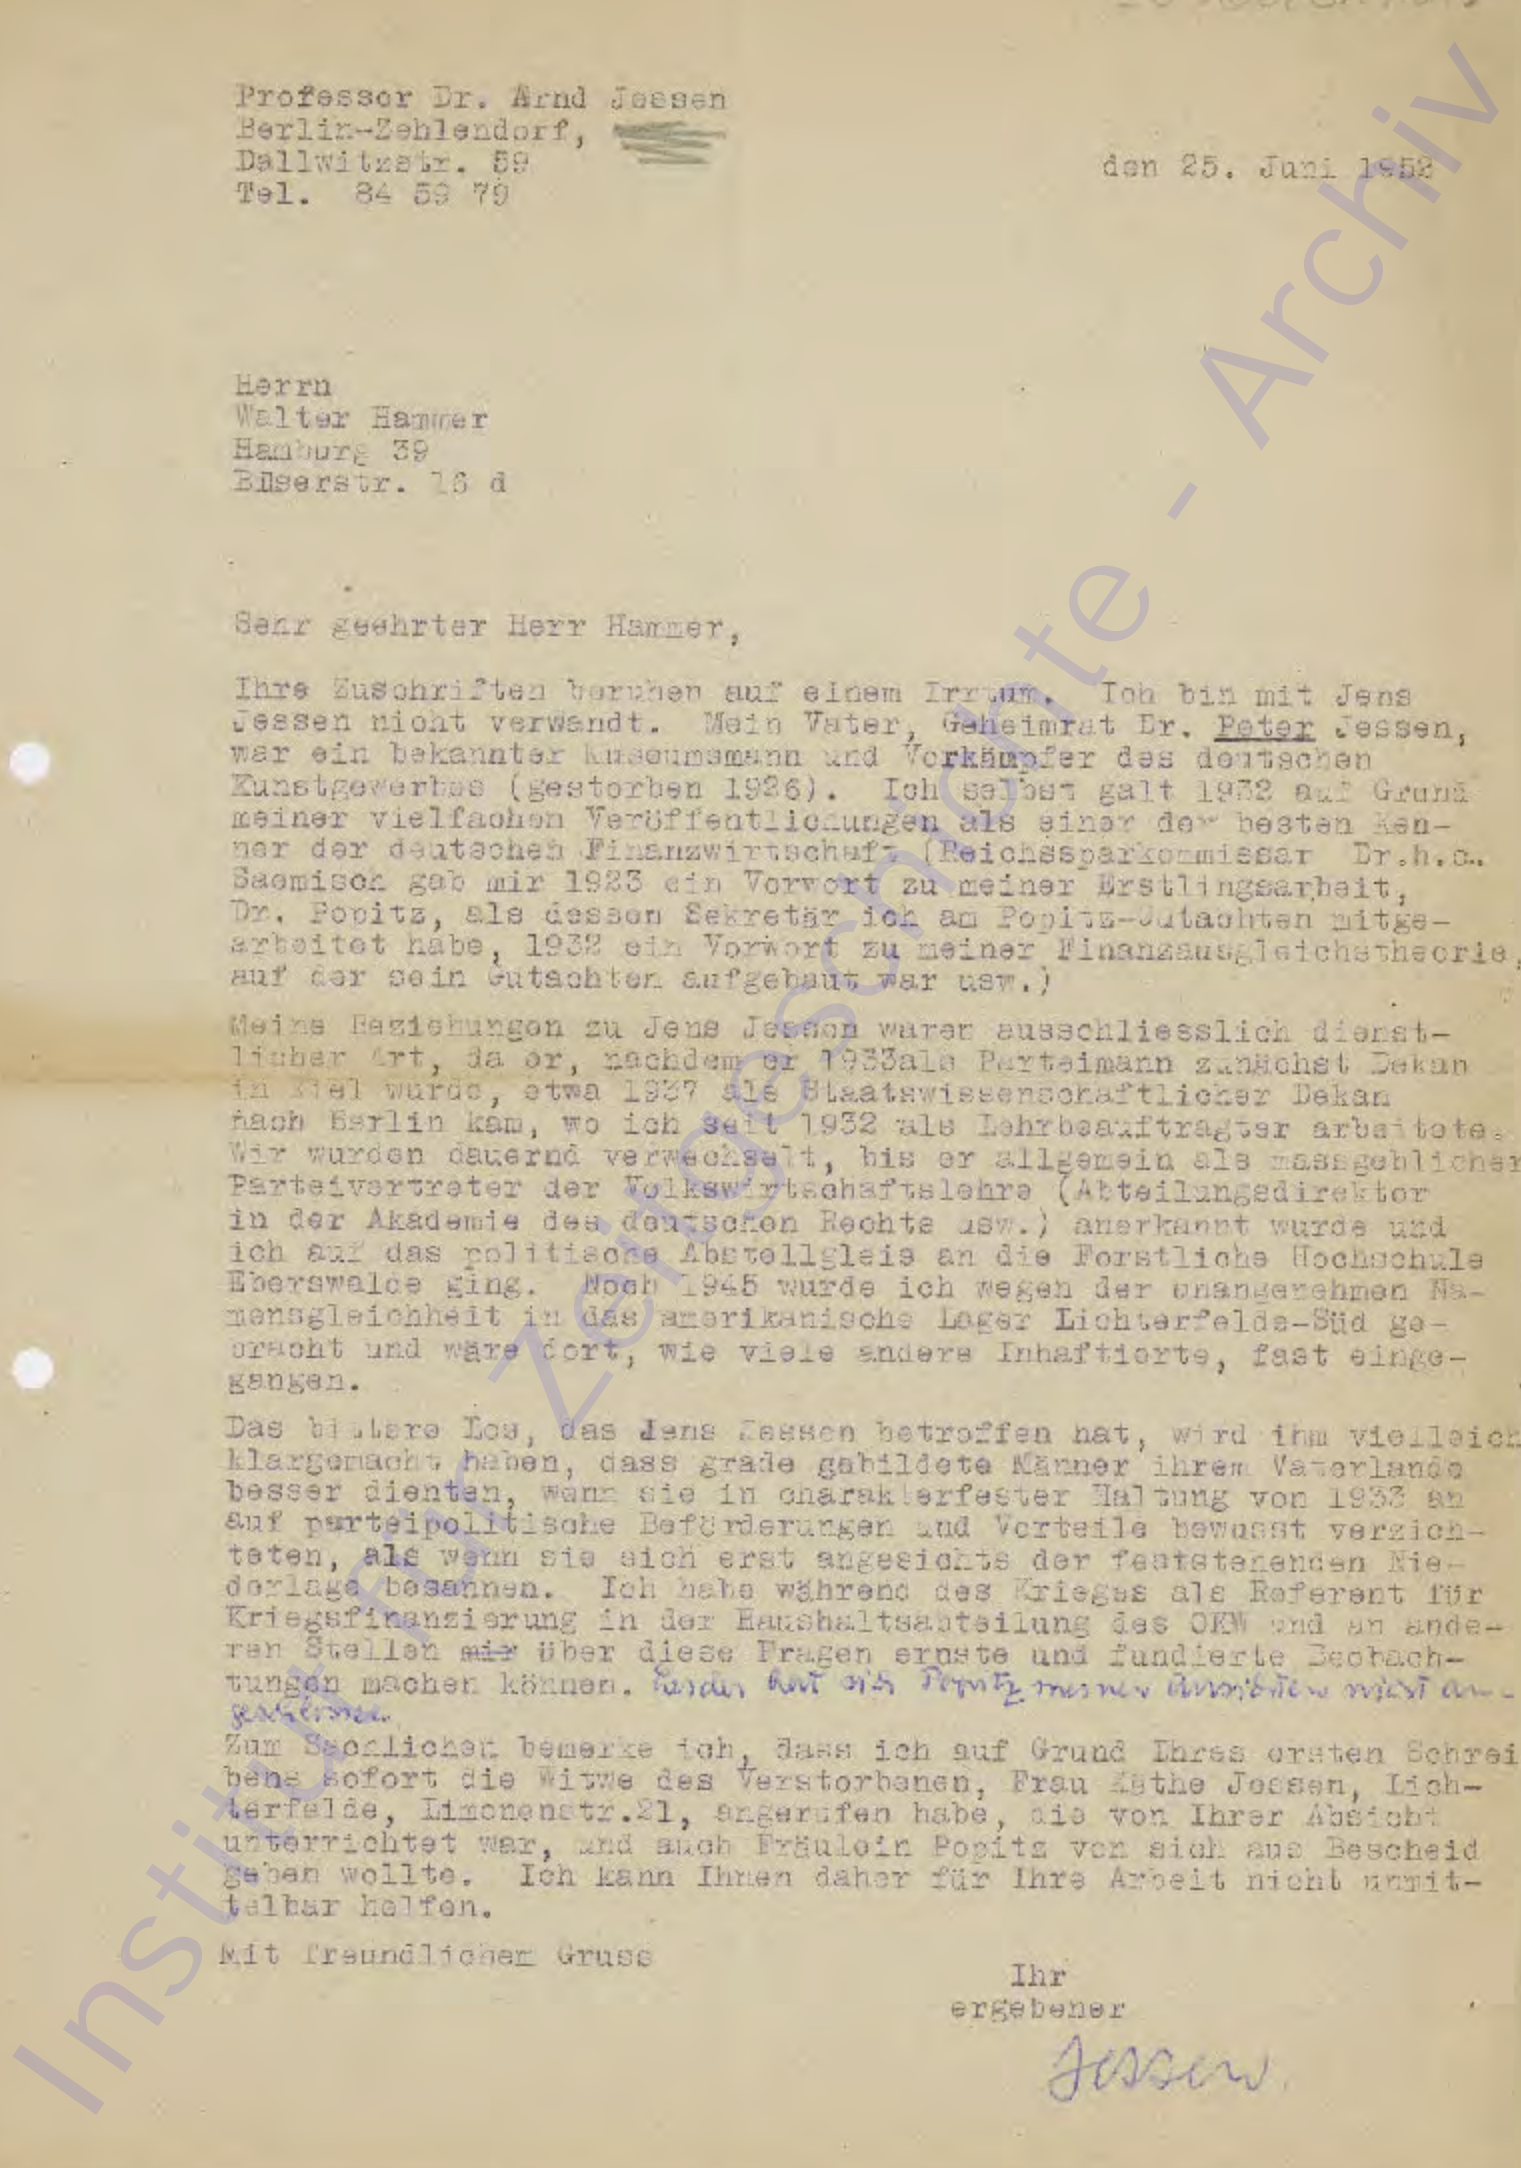 Professor Dr. Arnd Jessen
Berlin-Zehlendorf,
Dallwitzstr. 59
Tel. 84 59 79
den 25. Juni 1952
Herrn
Walter Hammer
Hamburg 39
Büserstr. 16 d
Sehr geehrter Herr Hammer,
Ihre Zuschriften beruhen auf einem Irrtum. Ich bin mit Jens
Jessen nicht verwandt. Mein Vater, Geheimrat Dr. Peter Jessen,
war ein bekannter Museumsmann und Vorkämpfer des deutschen
Kunstgewerbes (gestorben 1926). Ich selbst galt 1932 auf Grund
meiner vielfachen Veröffentlichungen als einer der besten Ken-
ner der deutschen Finanzwirtschaft (Reichssparkommissar Dr.h.c.
Saemisch gab mir 1923 ein Vorwort zu meiner Erstlingsarbeit,
Dr. Popitz, als dessen Sekretär ich am Popitz-Gutachten mitge-
arbeitet habe, 1932 ein Vorwort zu meiner Finanzausgleichstheorie,
auf der sein Gutachten aufgebaut war usw.)
Meine Beziehungen zu Jens Jessen waren ausschliesslich dienst-
licher Art, da er, nachdem er 1933als Parteimann zunächst Dekan
in Kiel wurde, etwa 1937 als Staatswissenschaftlicher Dekan
nach Berlin kam, wo ich seit 1932 als Lehrbeauftragter arbeitete.
Wir wurden dauernd verwechselt, bis er allgemein als massgeblicher
Parteivertreter der Volkswirtschaftslehre (Abteilungsdirektor
in der Akademie des deutschen Rechts usw.) anerkannt wurde und
ich auf das politische Abstellgleis an die Forstliche Hochschule
Eberswalde ging. Noch 1945 wurde ich wegen der unangenehmen Na-
mensgleichheit in das amerikanische Lager Lichterfelde-Süd ge-
bracht und wäre dort, wie viele andere Inhaftierte, fast einge-
gangen.
Das bittere Los, das Jens Jessen betroffen hat, wird ihm vielleich
klargemacht haben, dass grade gebildete Männer ihrem Vaterlande
besser dienten, wenn sie in charakterfester Haltung von 1933 an
auf parteipolitische Beförderungen und Vorteile bewusst verzich-
teten, als wenn sie sich erst angesichts der feststehenden Nie-
derlage besannen. Ich habe während des Krieges als Referent für
Kriegsfinanzierung in der Haushaltsabteilung des OKW und an ande-
ren Stellen mir über diese Fragen ernste und fundierte Beobach-
tungen machen können. Leider hat sich Popitz meinen Ansichten nicht an-
geschlossen.
Zum Sachlichen bemerke ich, dass ich auf Grund Ihres ersten Schrei
bens sofort die Witwe des Verstorbenen, Frau Käthe Jessen, Lich-
terfelde, Limonenstr.21, angerufen habe, die von Ihrer Absicht
unterrichtet war, und auch Fräulein Popitz von sich aus Bescheid
geben wollte. Ich kann Ihnen daher für Ihre Arbeit nicht unmit-
telbar helfen.
Mit freundlichem Gruss
Ihr
ergebener
Jessen
Institut für Zeitgeschichte - Archiv